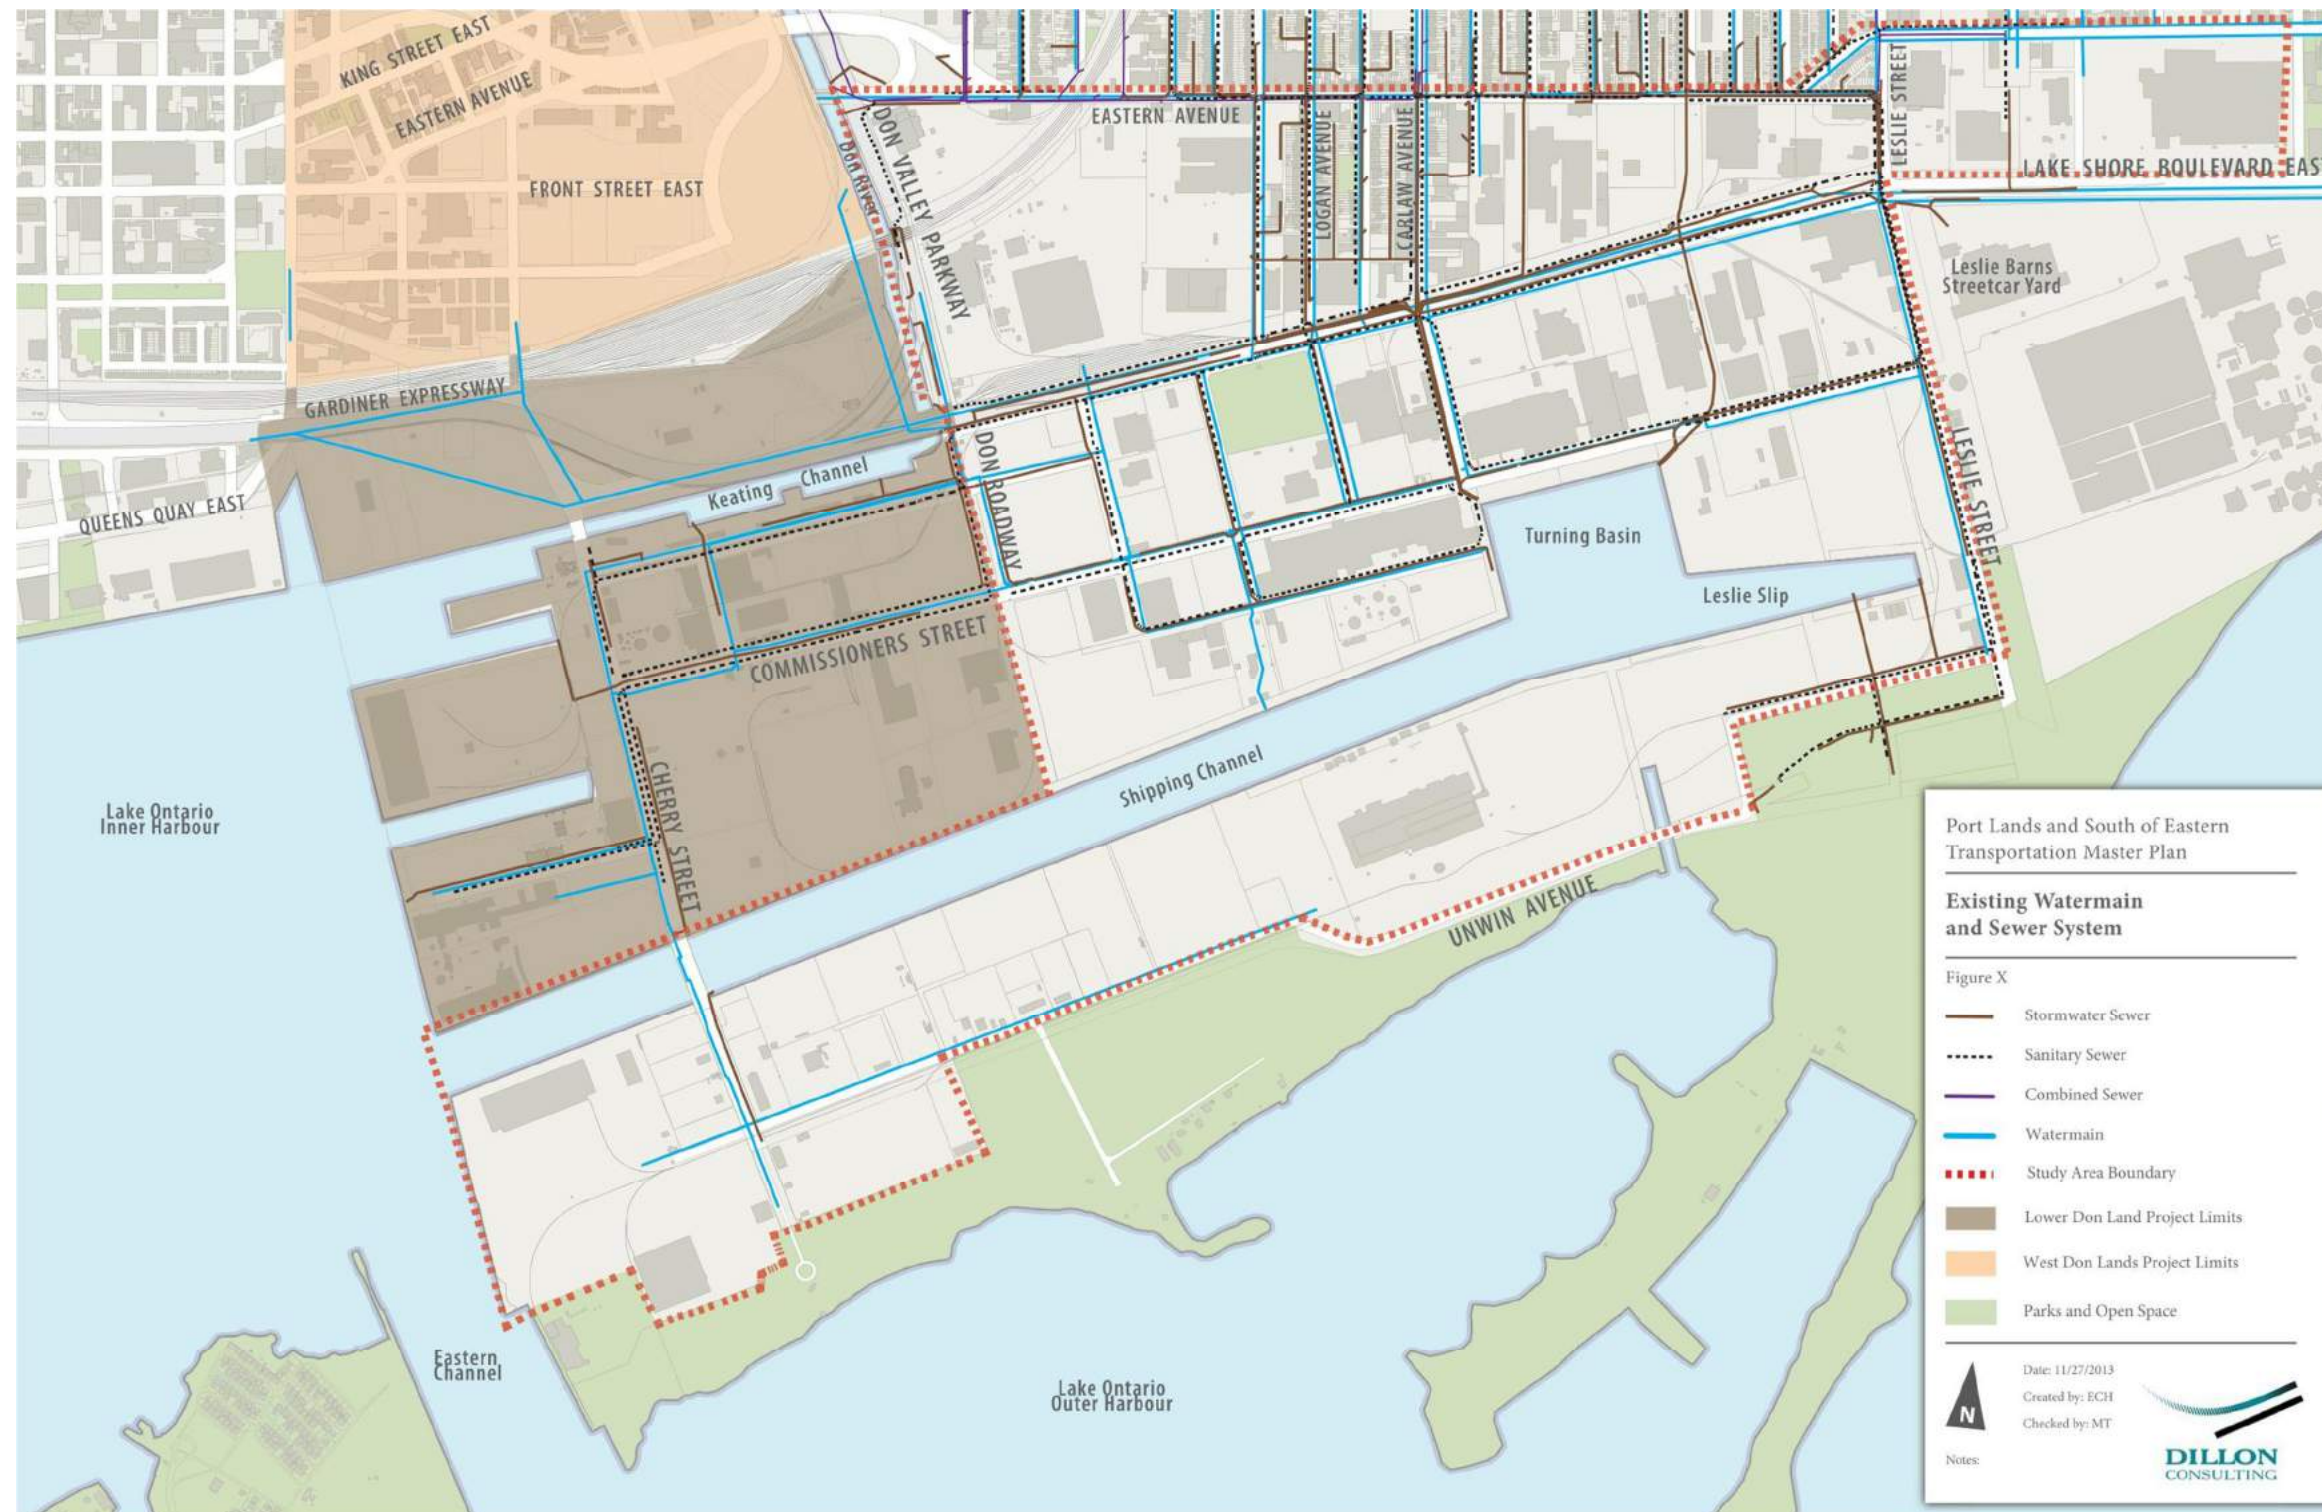 KING STREET EAST
EASTERN AVENUE
FRONT STREET EAST
DON VALLEY PARKWAY
Don River
EASTERN AVENUE
LOGAN AVENUE
CARLAW AVENUE
LESLIE STREET
LAKE SHORE BOULEVARD EAS
Leslie Barns
Streetcar Yard
GARDINER EXPRESSWAY
QUEENS QUAY EAST
Keating Channel
DON ROADWAY
LESLIE STREET
Turning Basin
Leslie Slip
COMMISSIONERS STREET
CHERRY STREET
Shipping Channel
Lake Ontario
Inner Harbour
UNWIN AVENUE
Eastern
Channel
Lake Ontario
Outer Harbour
Port Lands and South of Eastern
Transportation Master Plan
Existing Watermain
and Sewer System
Figure X
Stormwater Sewer
Sanitary Sewer
Combined Sewer
Watermain
Study Area Boundary
Lower Don Land Project Limits
West Don Lands Project Limits
Parks and Open Space
N
Date: 11/27/2013
Created by: ECH
Checked by: MT
Notes:
DILLON
CONSULTING